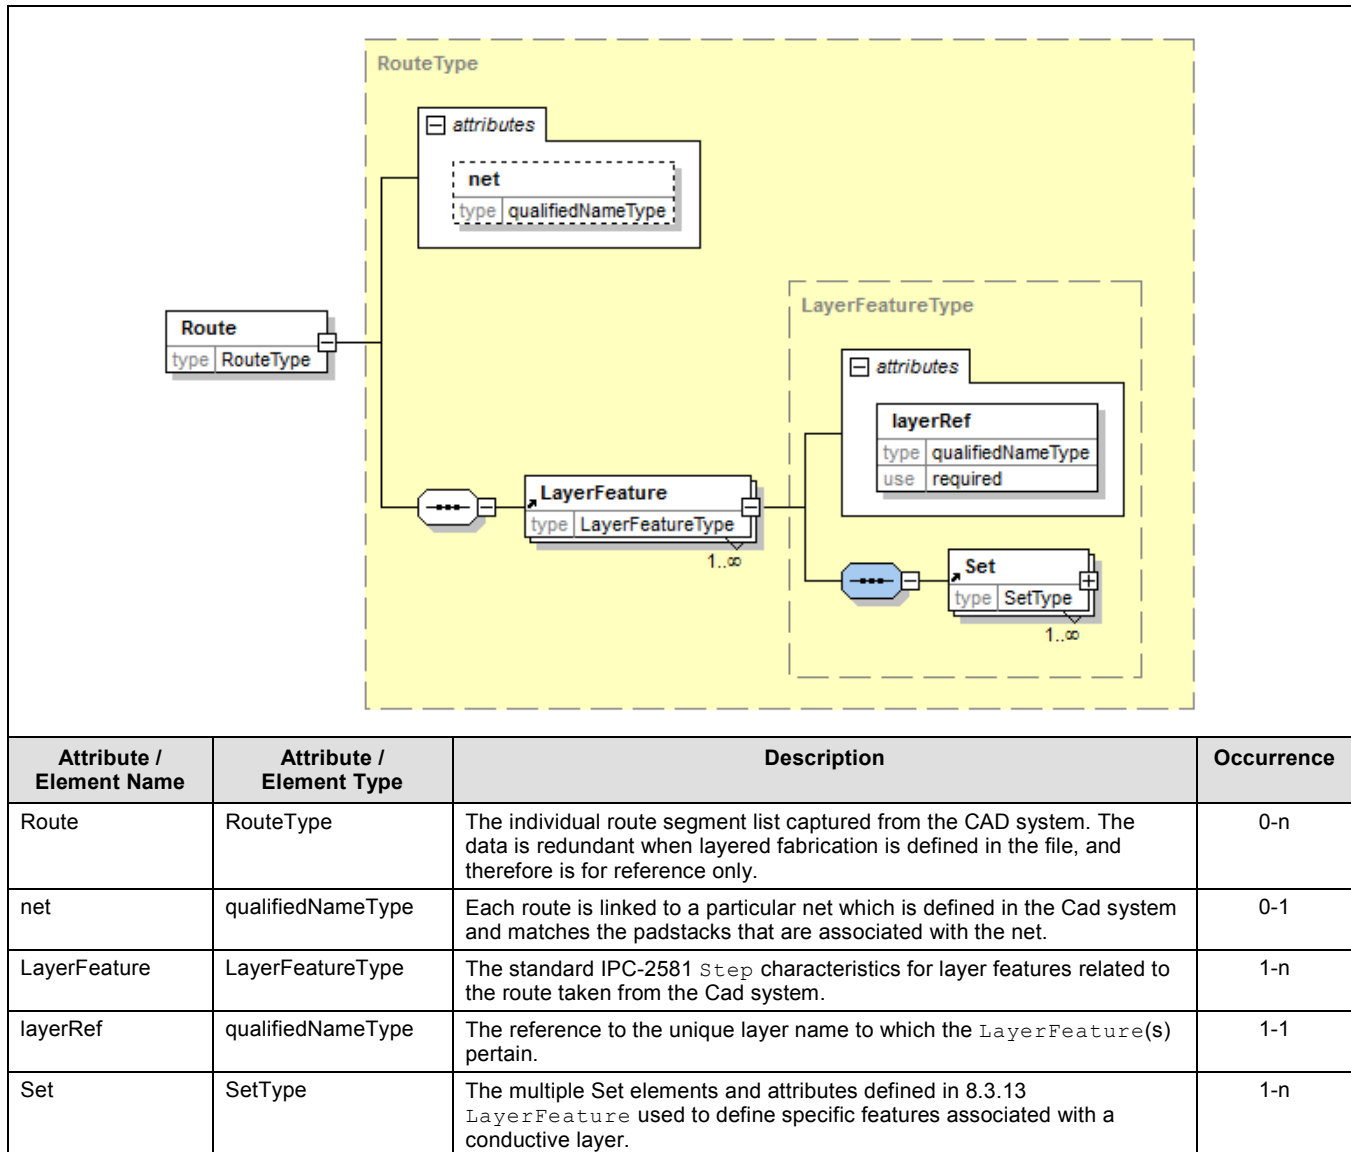 RouteType
attributes
net
type qualifiedNameType
LayerFeatureType
Route
type RouteType
attributes
layerRef
type qualifiedNameType
use required
LayerFeature
type LayerFeatureType
1..∞
Set
type SetType
1..∞
Attribute / Attribute / Description Occurrence
Element Name Element Type
Route RouteType The individual route segment list captured from the CAD system. The 0-n
data is redundant when layered fabrication is defined in the file, and
therefore is for reference only.
net qualifiedNameType Each route is linked to a particular net which is defined in the Cad system 0-1
and matches the padstacks that are associated with the net.
LayerFeature LayerFeatureType The standard IPC-2581 Step characteristics for layer features related to 1-n
the route taken from the Cad system.
layerRef qualifiedNameType The reference to the unique layer name to which the LayerFeature(s) 1-1
pertain.
Set SetType The multiple Set elements and attributes defined in 8.3.13 1-n
LayerFeature used to define specific features associated with a
conductive layer.